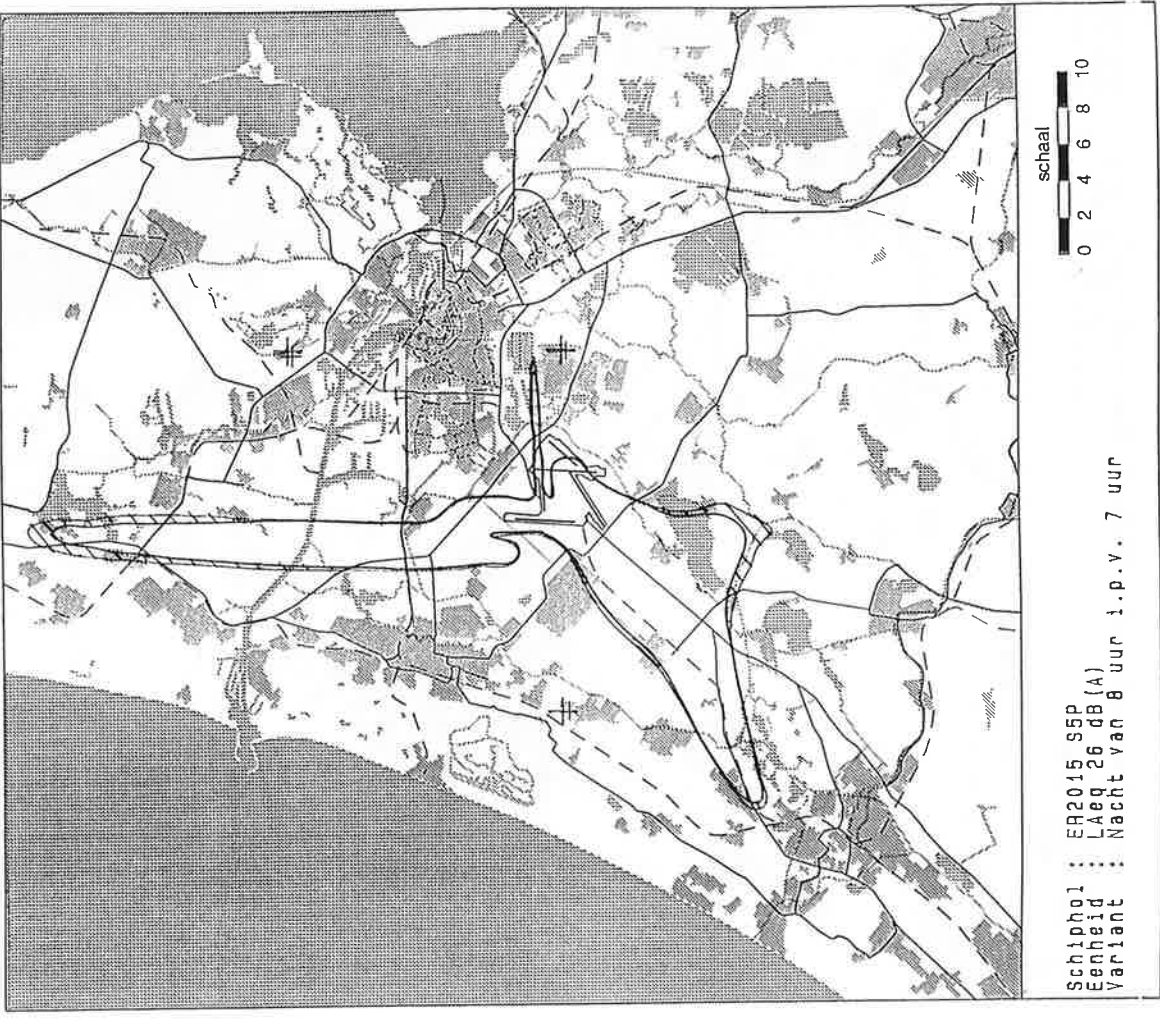 schaal
0 2 4 6 8 10
Schiphol : ER2015 S5P
Eenheid : LAeq 26 dB(A)
Variant : Nacht van 8 uur i.p.v. 7 uur